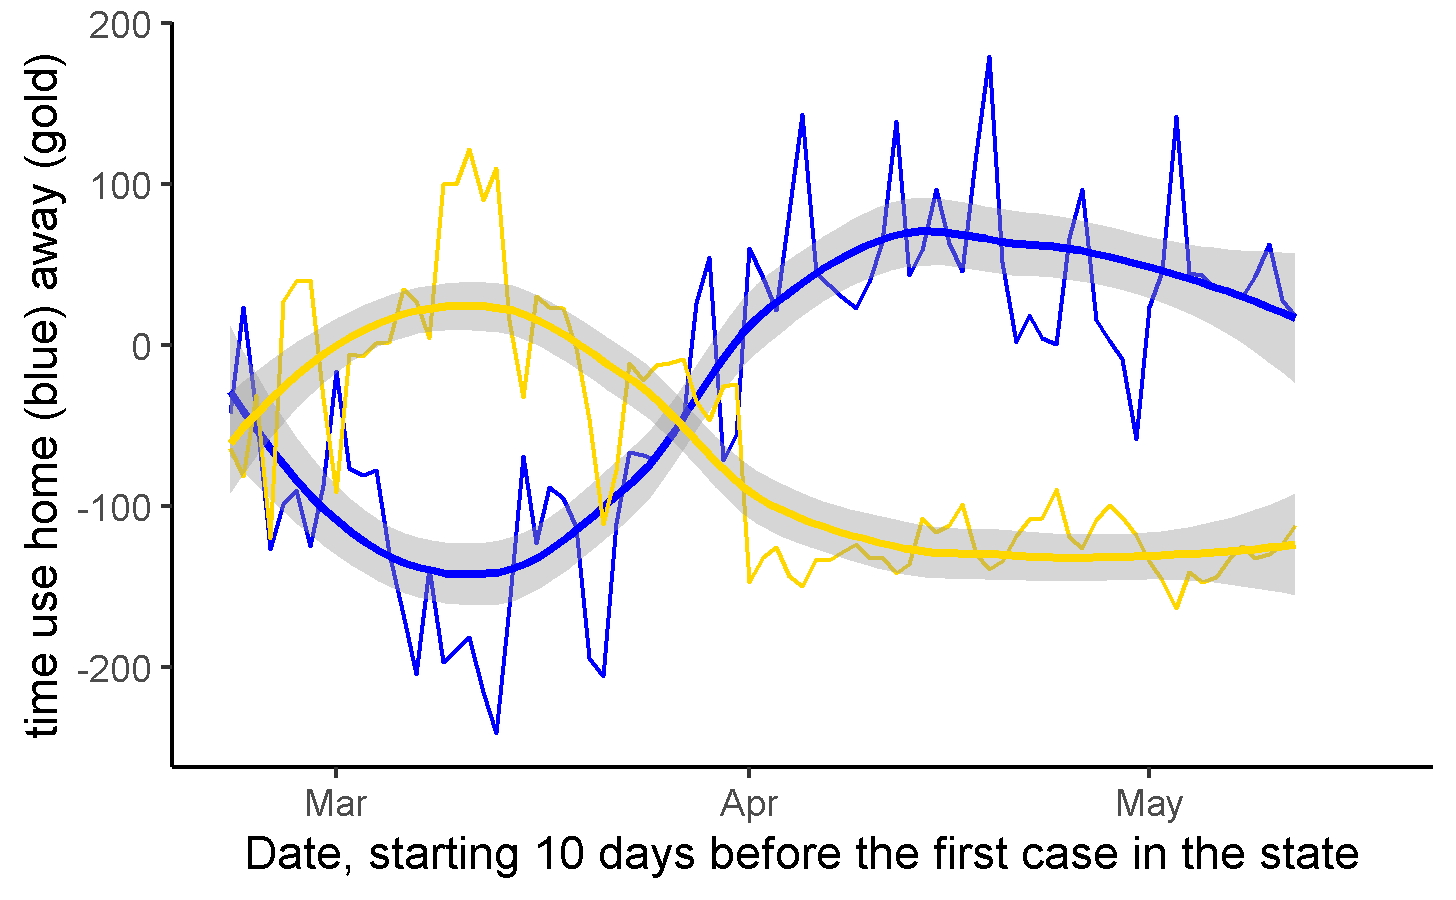 200
100
0
-100
-200
time use home (blue) away (gold)
Mar
Apr
May
Date, starting 10 days before the first case in the state